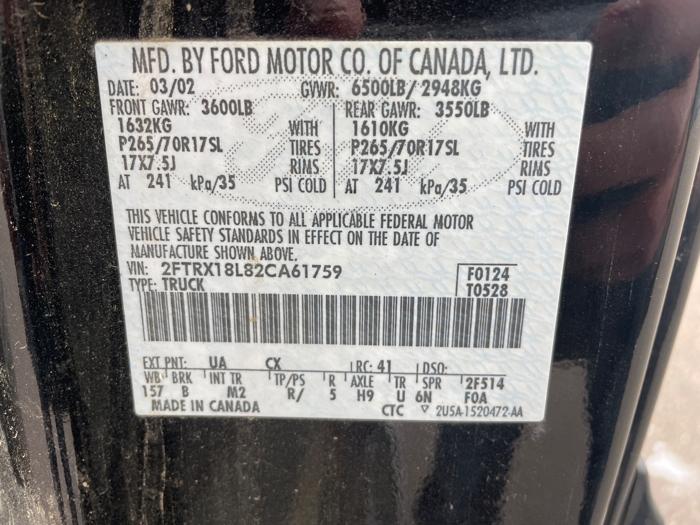 MFD. BY FORD MOTOR CO. OF CANADA, LTD.
DATE: 03/02 GVWR: 6500LB/ 2948KG
FRONT GAWR: 3600LB REAR GAWR: 3550LB
1632KG WITH 1610KG WITH
P265/70R17SL TIRES P265/70R17SL TIRES
17X7.5J RIMS 17X7.5J RIMS
AT 241 kPa/35 PSI COLD AT 241 kPa/35 PSI COLD
THIS VEHICLE CONFORMS TO ALL APPLICABLE FEDERAL MOTOR
VEHICLE SAFETY STANDARDS IN EFFECT ON THE DATE OF
MANUFACTURE SHOWN ABOVE.
VIN: 2FTRX18L82CA61759 F0124
TYPE: TRUCK T0528
EXT PNT: UA CX RC: 41 DSO:
WB BRK INT TR TP/PS R AXLE TR SPR 2F514
157 B M2 R/ 5 H9 U 6N F0A
MADE IN CANADA CTC ▽ 2U5A-1520472-AA